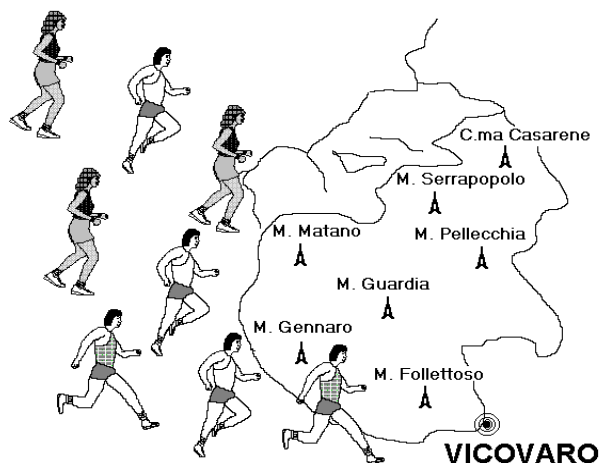 C.ma Casarene
M. Serrapopolo
M. Matano
M. Pellecchia
M. Guardia
M. Gennaro
M. Follettoso
VICOVARO